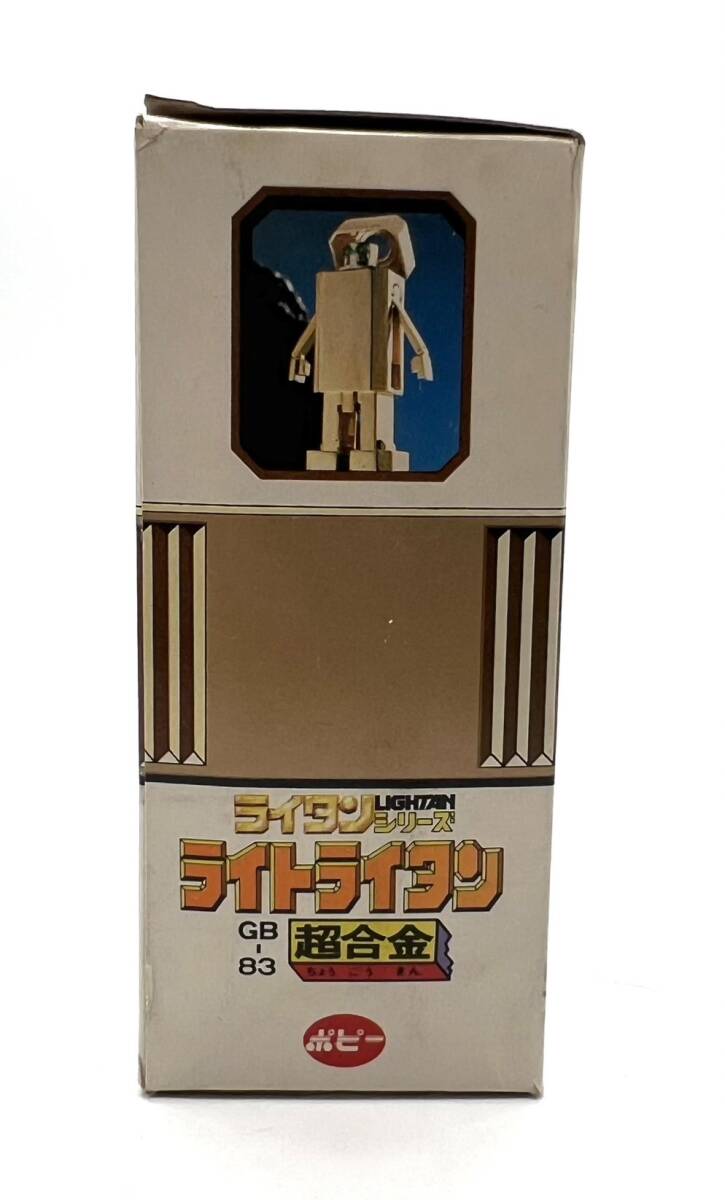 ライタン LIGHTAN シリーズ
ライトライタン
GB-83
超合金
ちょうごうきん
ポピー